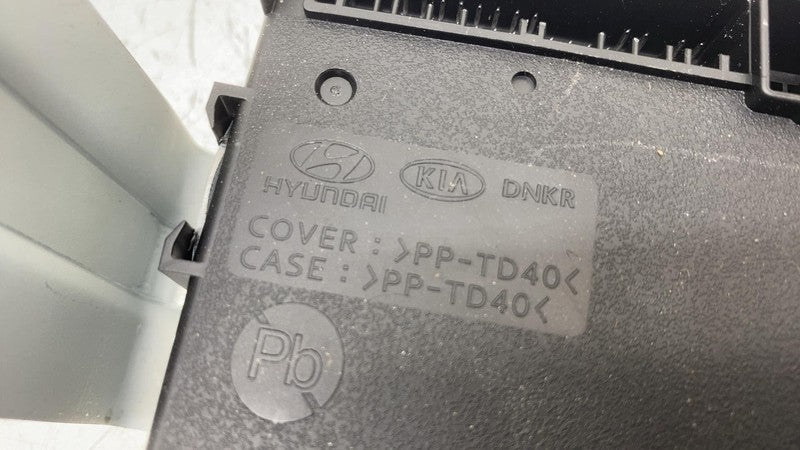 HYUNDAI KIA DNKR
COVER : >PP-TD40<
CASE : >PP-TD40<
Pb